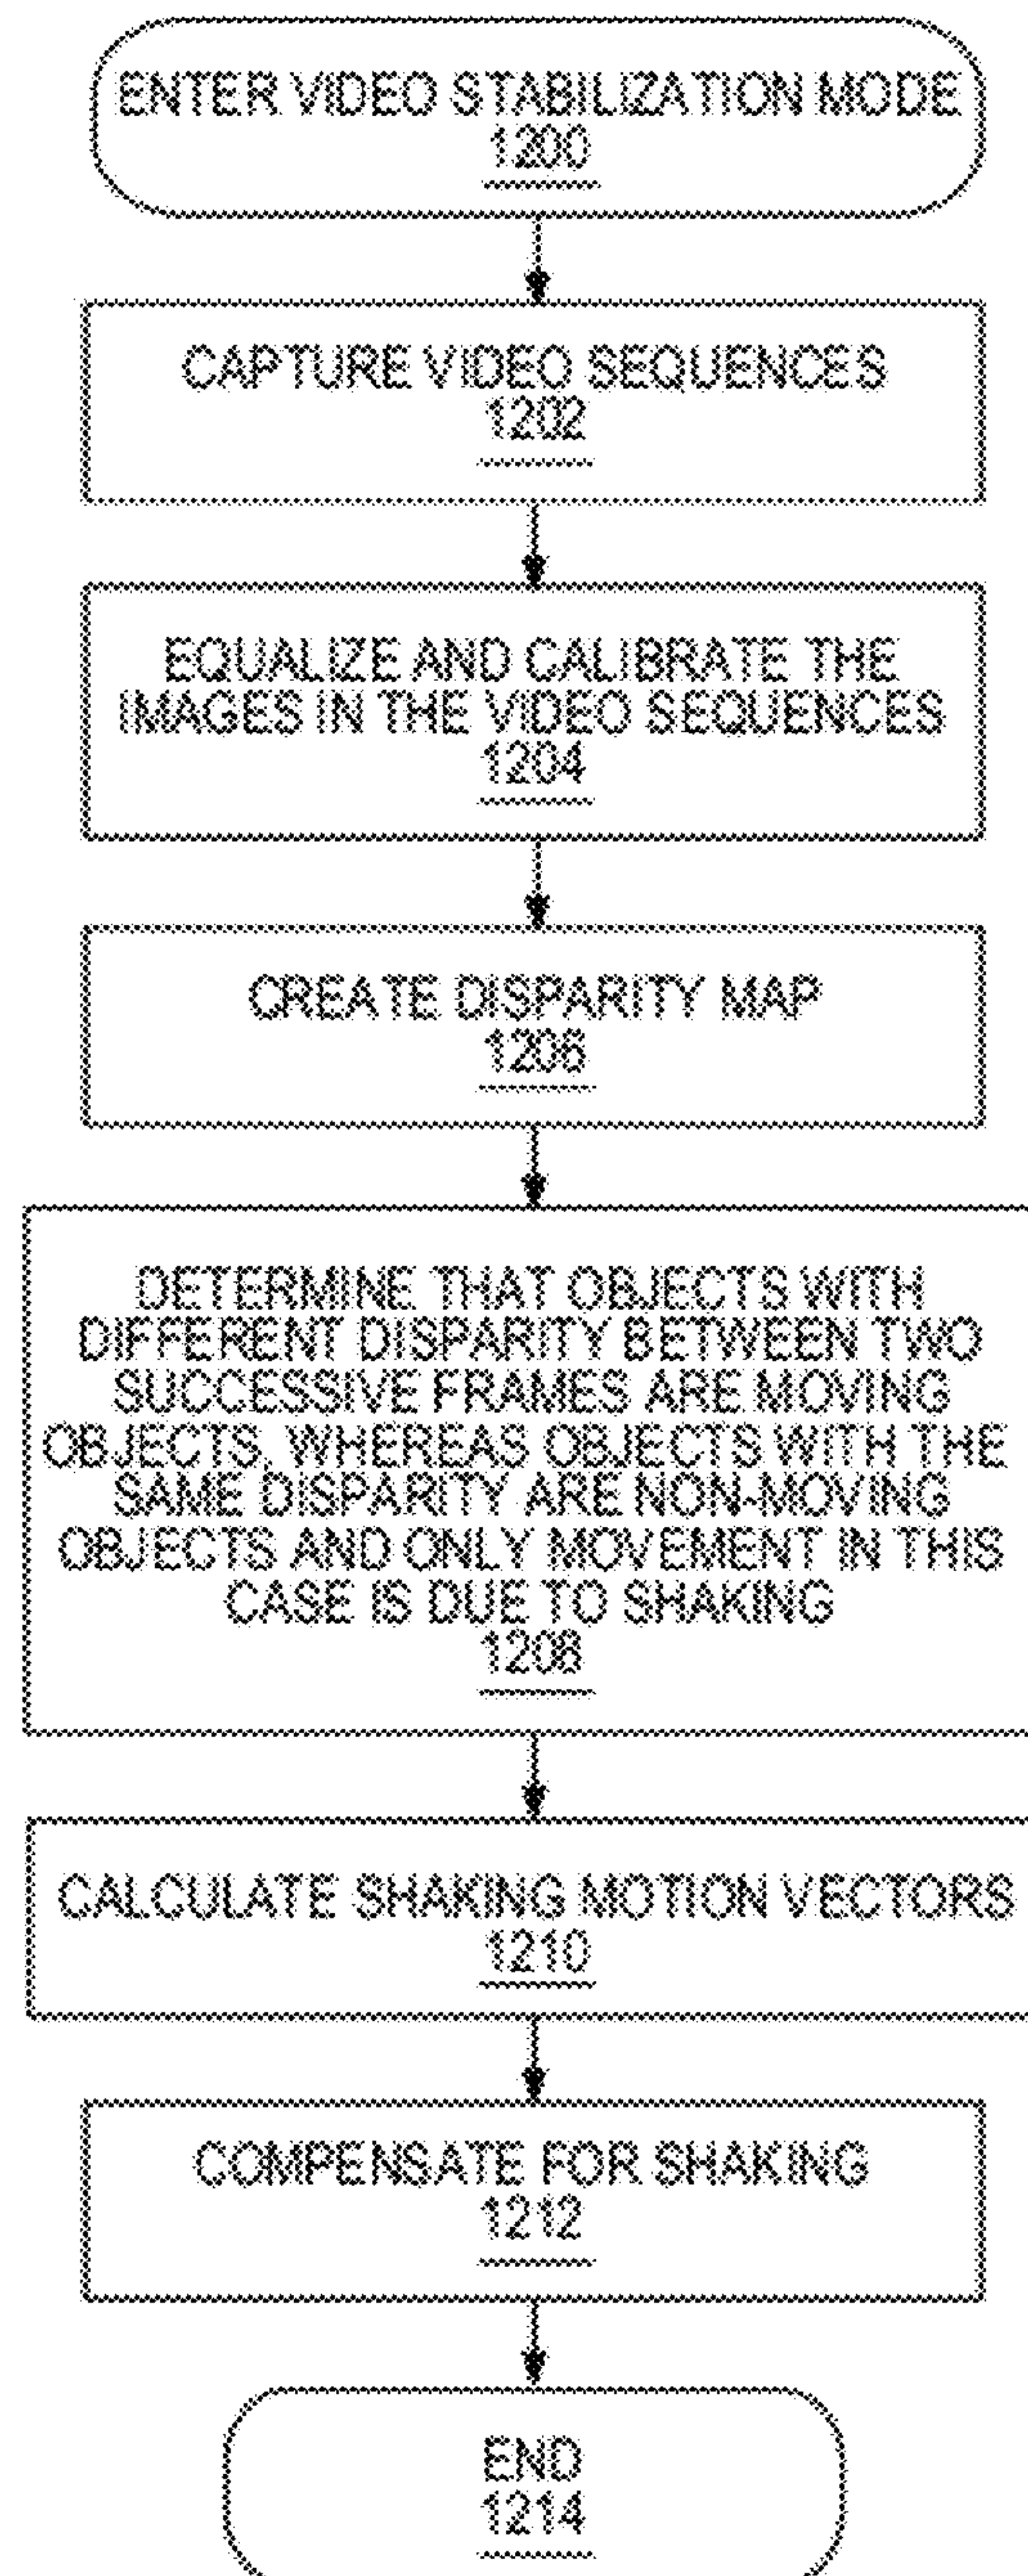 ENTER VIDEO STABILIZATION MODE
1200
CAPTURE VIDEO SEQUENCES
1202
EQUALIZE AND CALIBRATE THE
IMAGES IN THE VIDEO SEQUENCES
1204
CREATE DISPARITY MAP
1206
DETERMINE THAT OBJECTS WITH
DIFFERENT DISPARITY BETWEEN TWO
SUCCESSIVE FRAMES ARE MOVING
OBJECTS, WHEREAS OBJECTS WITH THE
SAME DISPARITY ARE NON-MOVING
OBJECTS AND ONLY MOVEMENT IN THIS
CASE IS DUE TO SHAKING
1208
CALCULATE SHAKING MOTION VECTORS
1210
COMPENSATE FOR SHAKING
1212
END
1214